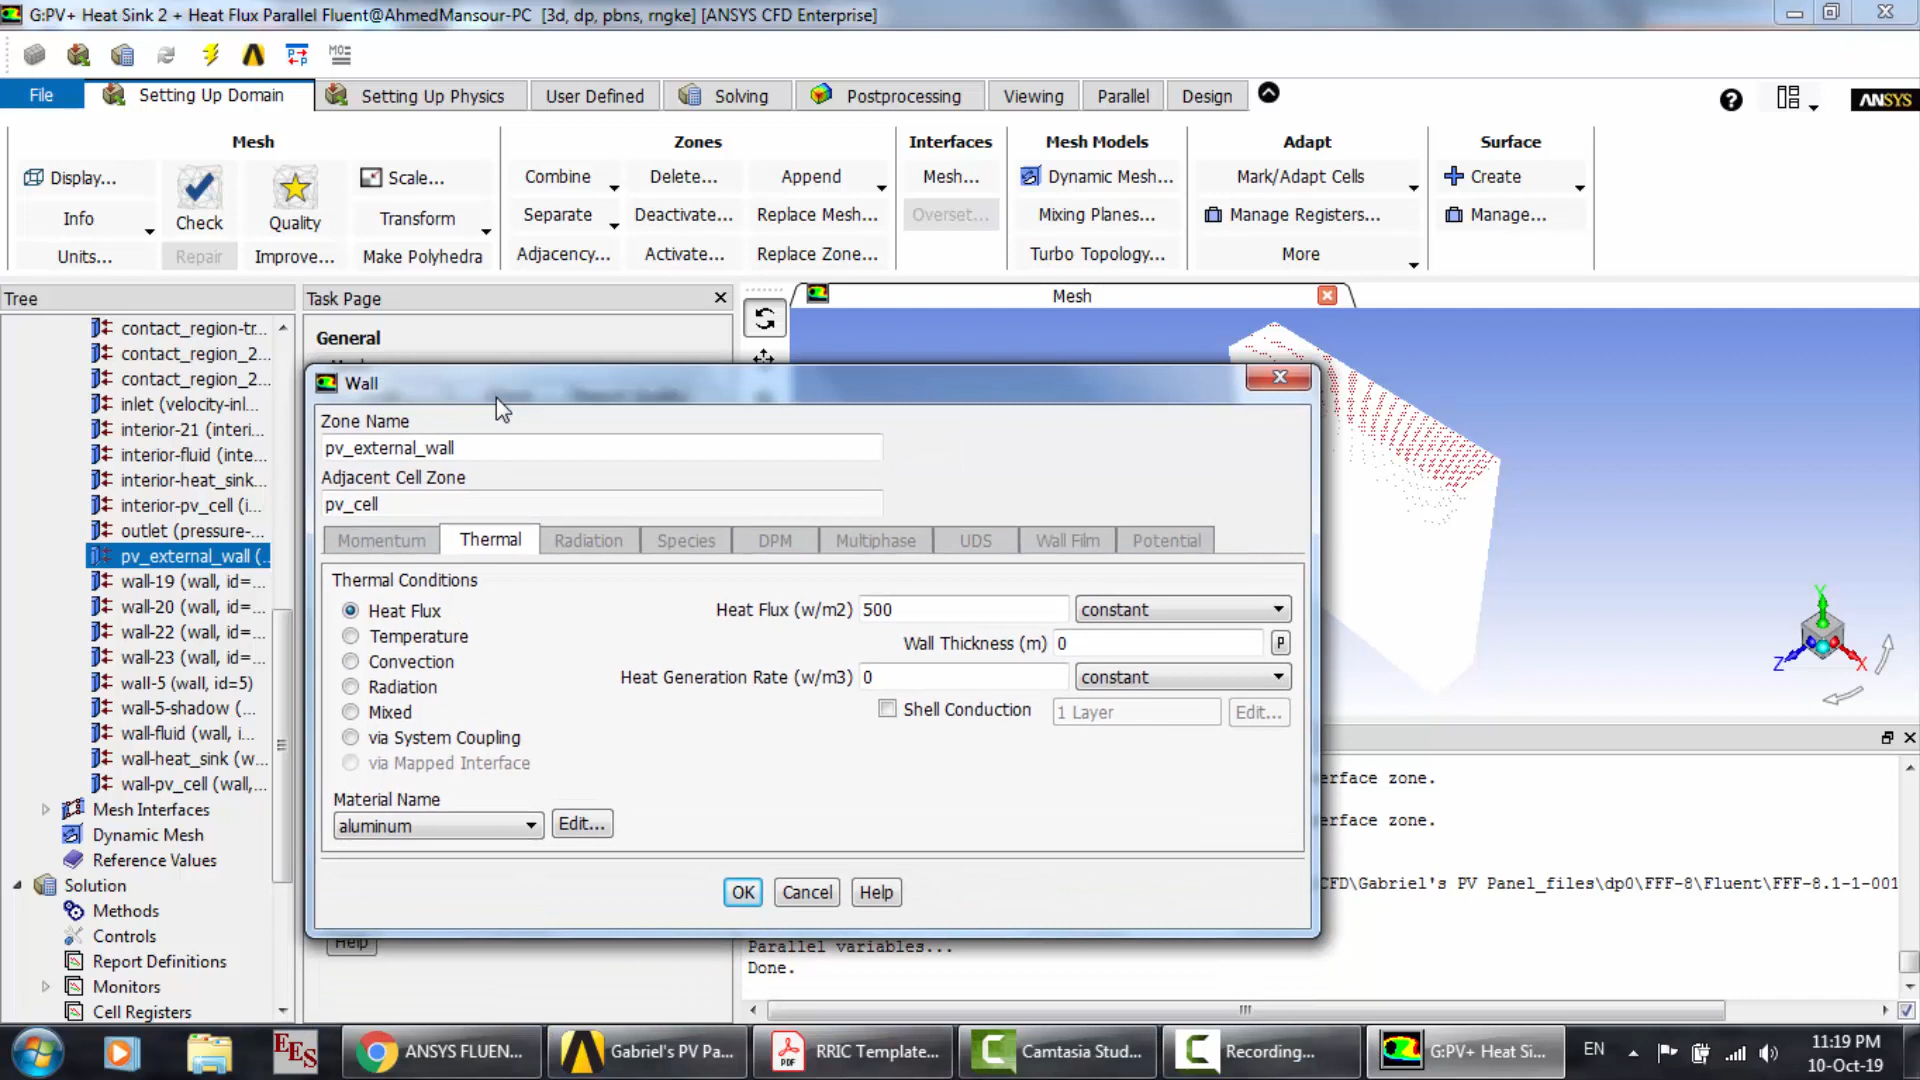 G:PV+ Heat Sink 2 + Heat Flux Parallel Fluent@AhmedMansour-PC [3d, dp, pbns, rngke] [ANSYS CFD Enterprise]
File
Setting Up Domain
Setting Up Physics
User Defined
Solving
Postprocessing
Viewing
Parallel
Design
ANSYS
Mesh
Zones
Interfaces
Mesh Models
Adapt
Surface
Display...
Scale...
Combine
Delete...
Append
Mesh...
Dynamic Mesh...
Mark/Adapt Cells
Create
Info
Check
Quality
Transform
Separate
Deactivate...
Replace Mesh...
Overset...
Mixing Planes...
Manage Registers...
Manage...
Units...
Repair
Improve...
Make Polyhedra
Adjacency...
Activate...
Replace Zone...
Turbo Topology...
More
Tree
Task Page
Mesh
General
contact_region-tr...
contact_region_2...
contact_region_2...
inlet (velocity-inl...
interior-21 (interi...
interior-fluid (inte...
interior-heat_sink...
interior-pv_cell (i...
outlet (pressure-...
pv_external_wall (...
wall-19 (wall, id=...
wall-20 (wall, id=...
wall-22 (wall, id=...
wall-23 (wall, id=...
wall-5 (wall, id=5)
wall-5-shadow (...
wall-fluid (wall, i...
wall-heat_sink (w...
wall-pv_cell (wall,...
Mesh Interfaces
Dynamic Mesh
Reference Values
Solution
Methods
Controls
Report Definitions
Monitors
Cell Registers
Wall
Zone Name
pv_external_wall
Adjacent Cell Zone
pv_cell
Momentum
Thermal
Radiation
Species
DPM
Multiphase
UDS
Wall Film
Potential
Thermal Conditions
Heat Flux
Temperature
Convection
Radiation
Mixed
via System Coupling
via Mapped Interface
Heat Flux (w/m2) 500 constant
Wall Thickness (m) 0 P
Heat Generation Rate (w/m3) 0 constant
Shell Conduction 1 Layer Edit...
Material Name
aluminum Edit...
OK Cancel Help
Help
Y
Z
X
erface zone.
erface zone.
CFD\Gabriel's PV Panel_files\dp0\FFF-8\Fluent\FFF-8.1-1-001
Parallel variables...
Done.
EES
ANSYS FLUEN...
Gabriel's PV Pa...
RRIC Template...
Camtasia Stud...
Recording...
G:PV+ Heat Si...
EN
11:19 PM
10-Oct-19